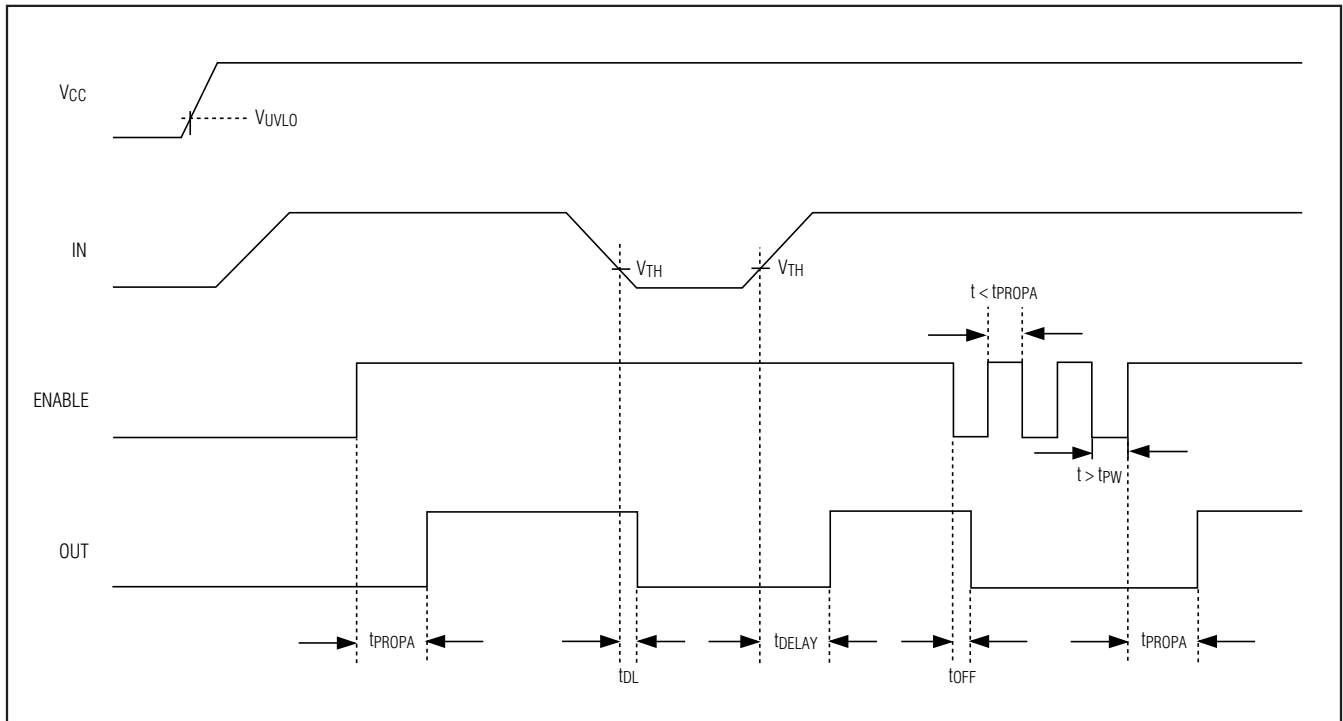 VCC
VUVLO
IN
VTH
VTH
t < tPROPA
ENABLE
t > tPW
OUT
tPROPA
tDL
tDELAY
tOFF
tPROPA